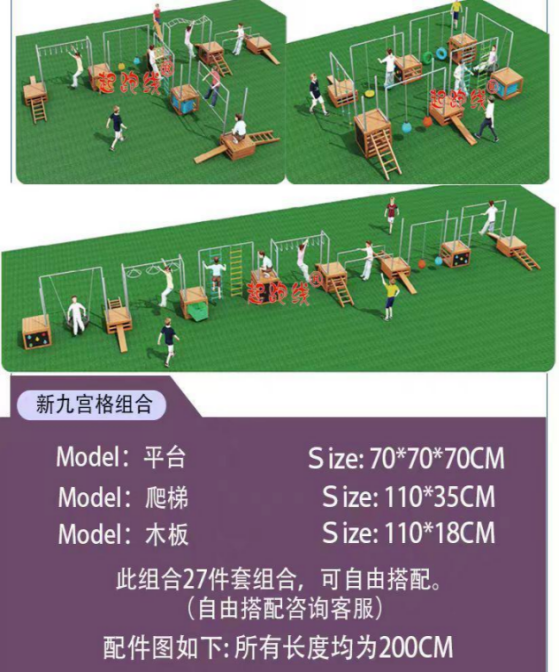 起跑线®
起跑线
起跑线®
新九宫格组合
Model：平台 Size: 70*70*70CM
Model：爬梯 Size: 110*35CM
Model：木板 Size: 110*18CM
此组合27件套组合，可自由搭配。
（自由搭配咨询客服）
配件图如下: 所有长度均为200CM